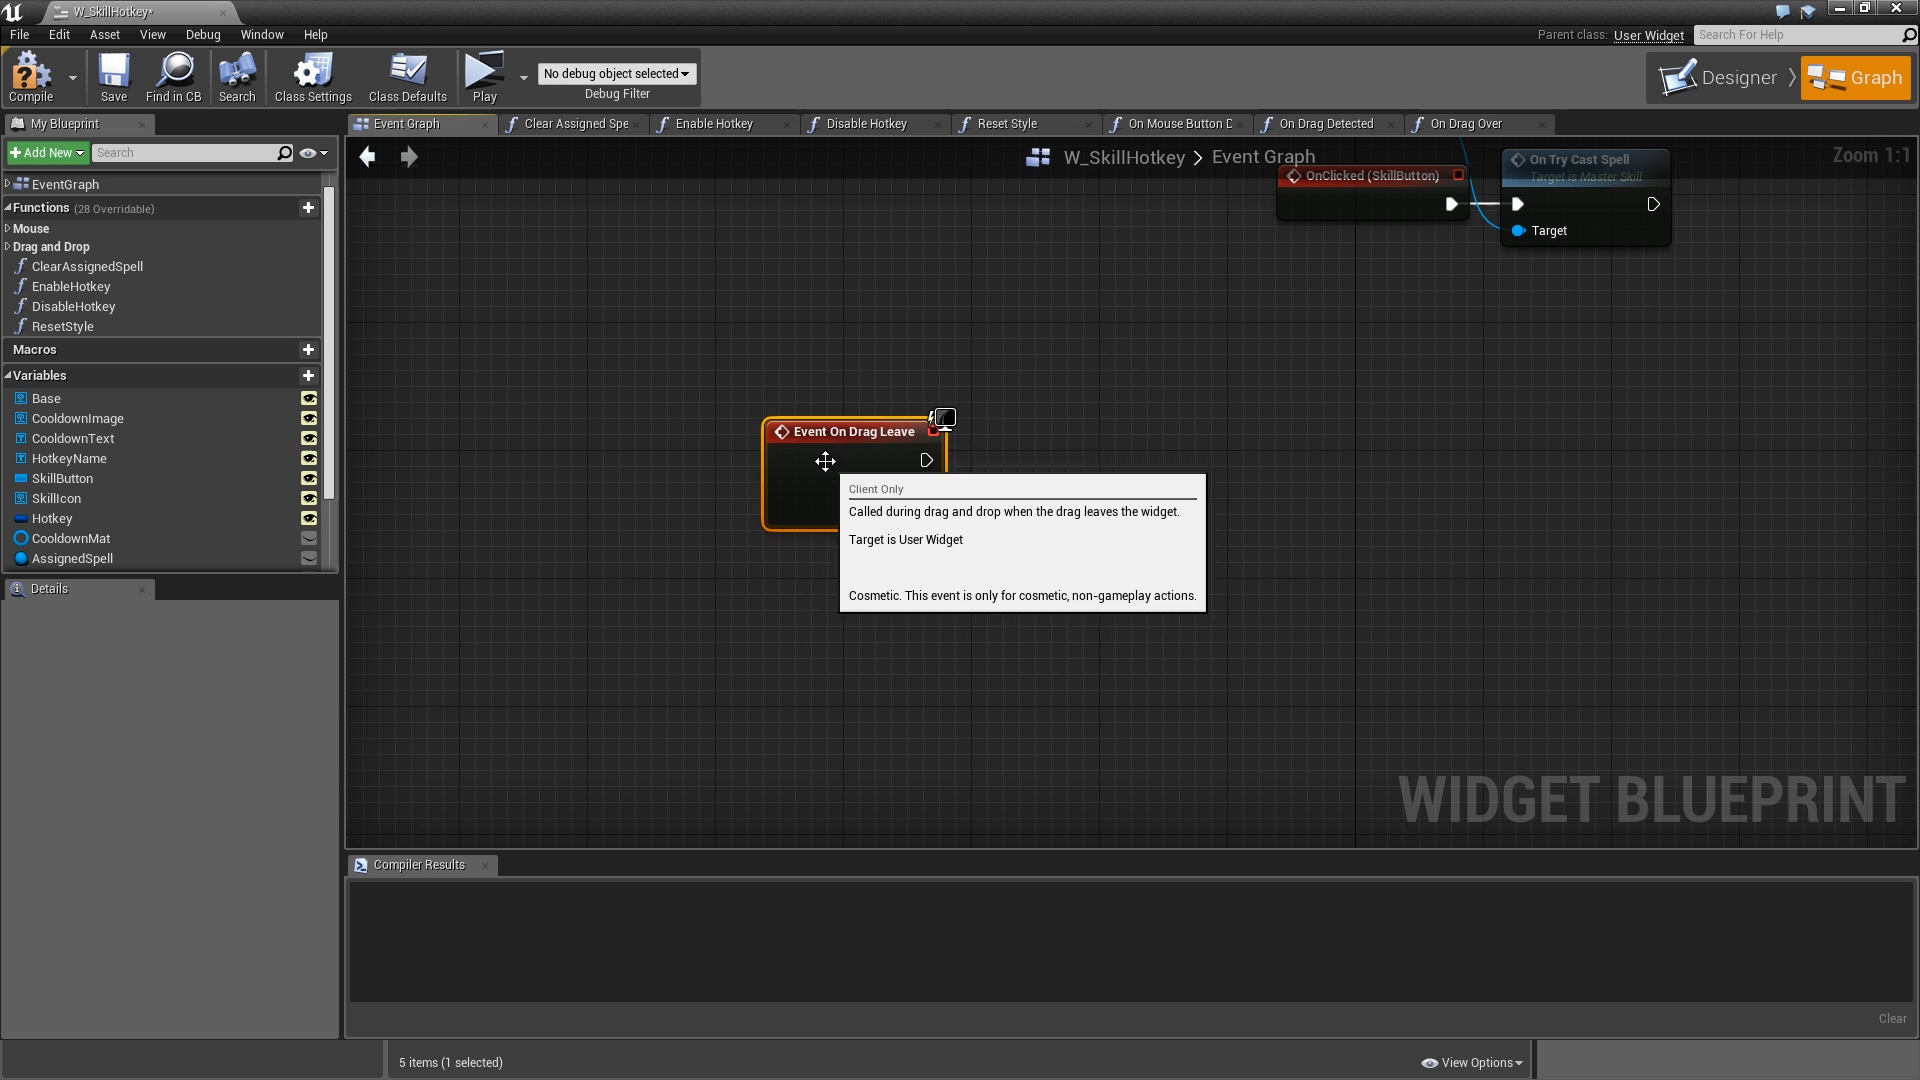 W_SkillHotkey*
File Edit Asset View Debug Window Help
Parent class: User Widget
Search For Help
Compile
Save
Find in CB
Search
Class Settings
Class Defaults
Play
No debug object selected
Debug Filter
Designer
Graph
My Blueprint
Event Graph
Clear Assigned Spe
Enable Hotkey
Disable Hotkey
Reset Style
On Mouse Button D
On Drag Detected
On Drag Over
Add New
Search
W_SkillHotkey > Event Graph
Zoom 1:1
EventGraph
Functions (28 Overridable)
Mouse
Drag and Drop
ClearAssignedSpell
EnableHotkey
DisableHotkey
ResetStyle
Macros
Variables
Base
CooldownImage
CooldownText
HotkeyName
SkillButton
SkillIcon
Hotkey
CooldownMat
AssignedSpell
Details
OnClicked (SkillButton)
On Try Cast Spell
Target is Master Skill
Target
Event On Drag Leave
Client Only
Called during drag and drop when the drag leaves the widget.
Target is User Widget
Cosmetic. This event is only for cosmetic, non-gameplay actions.
WIDGET BLUEPRINT
Compiler Results
Clear
5 items (1 selected)
View Options